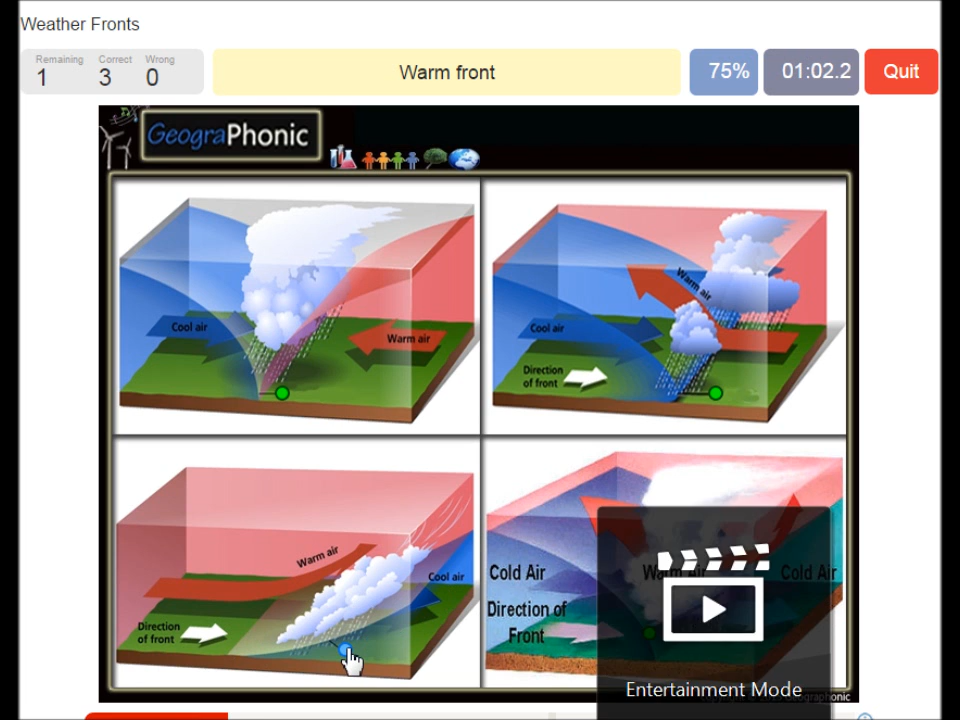 Weather Fronts
Remaining Correct Wrong
1 3 0
Warm front
75%
01:02.2
Quit
GeograPhonic
Cool air
Warm air
Warm air
Cool air
Direction
of front
Warm air
Cool air
Direction
of front
Cold Air
Warm Air
Cold Air
Direction of
Front
Entertainment Mode